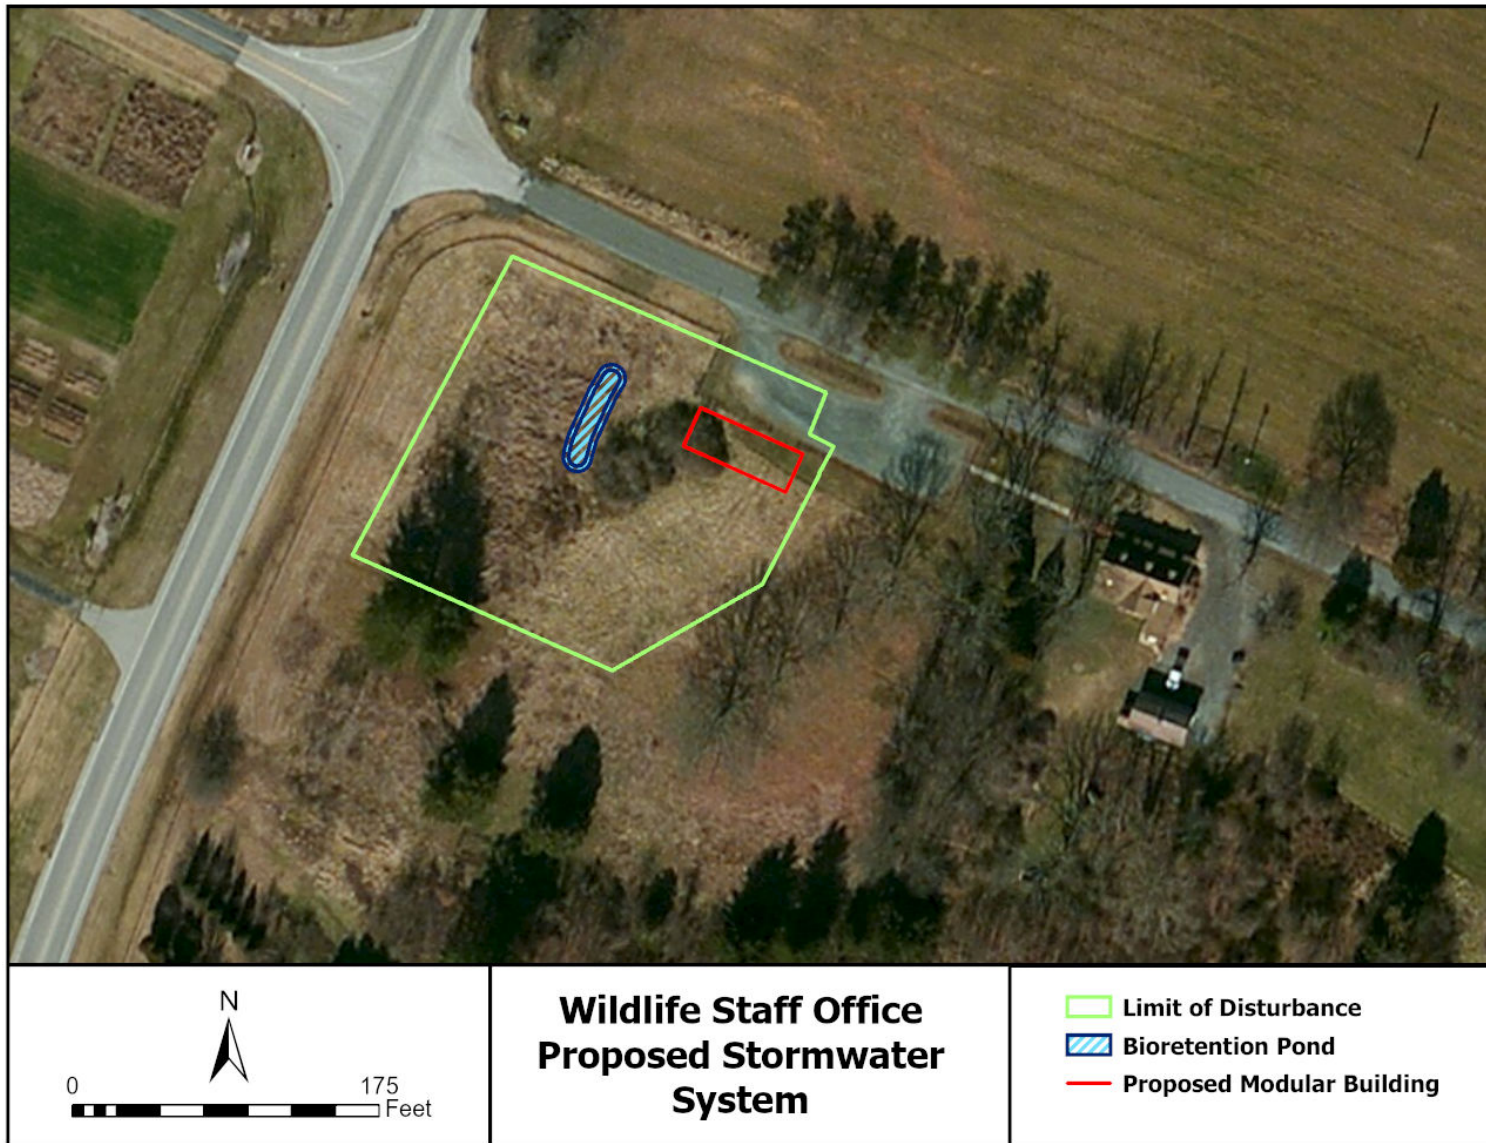 N
0 175
Feet
Wildlife Staff Office
Proposed Stormwater
System
Limit of Disturbance
Bioretention Pond
Proposed Modular Building